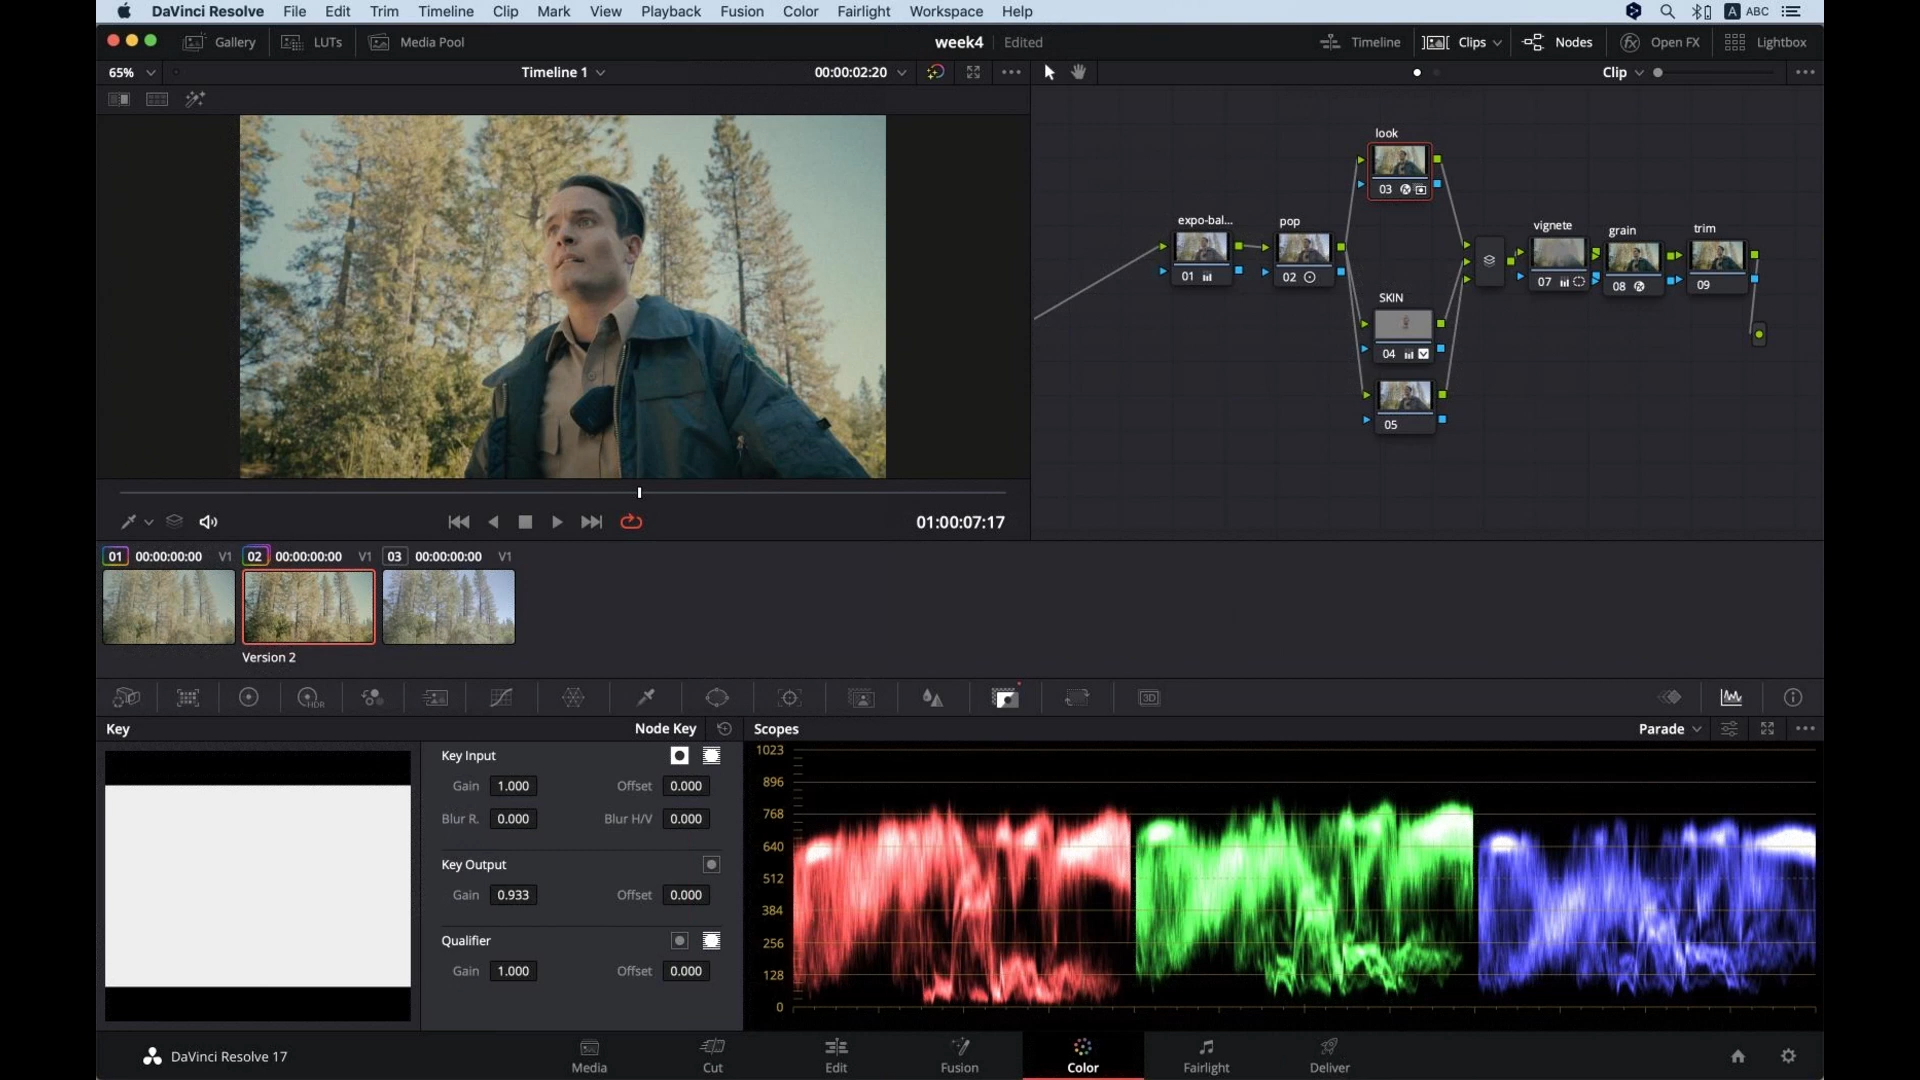 DaVinci Resolve File Edit Trim Timeline Clip Mark View Playback Fusion Color Fairlight Workspace Help A ABC
Gallery LUTs Media Pool week4 Edited Timeline Clips Nodes Open FX Lightbox
65% Timeline 1 00:00:02:20 Clip
look
03
expo-bal...
01
pop
02
SKIN
04
05
vignete
07
grain
08
trim
09
01:00:07:17
01 00:00:00:00 V1 02 00:00:00:00 V1 03 00:00:00:00 V1
Version 2
HDR 3D
Key Node Key Scopes Parade
Key Input
Gain 1.000 Offset 0.000
Blur R. 0.000 Blur H/V 0.000
Key Output
Gain 0.933 Offset 0.000
Qualifier
Gain 1.000 Offset 0.000
1023
896
768
640
512
384
256
128
0
DaVinci Resolve 17 Media Cut Edit Fusion Color Fairlight Deliver